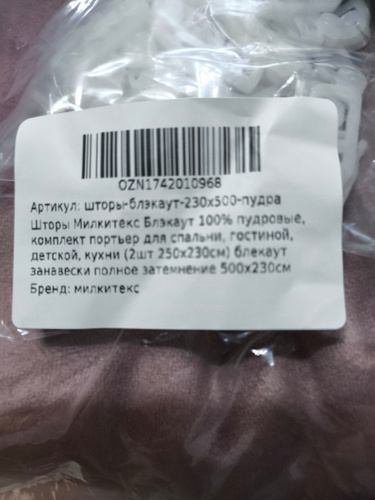 OZN1742010968
Артикул: шторы-блэкаут-230х500-пудра
Шторы Милкитекс Блэкаут 100% пудровые,
комплект портьер для спальни, гостиной,
детской, кухни (2шт 250х230см) блекаут
занавески полное затемнение 500х230см
Бренд: милкитекс